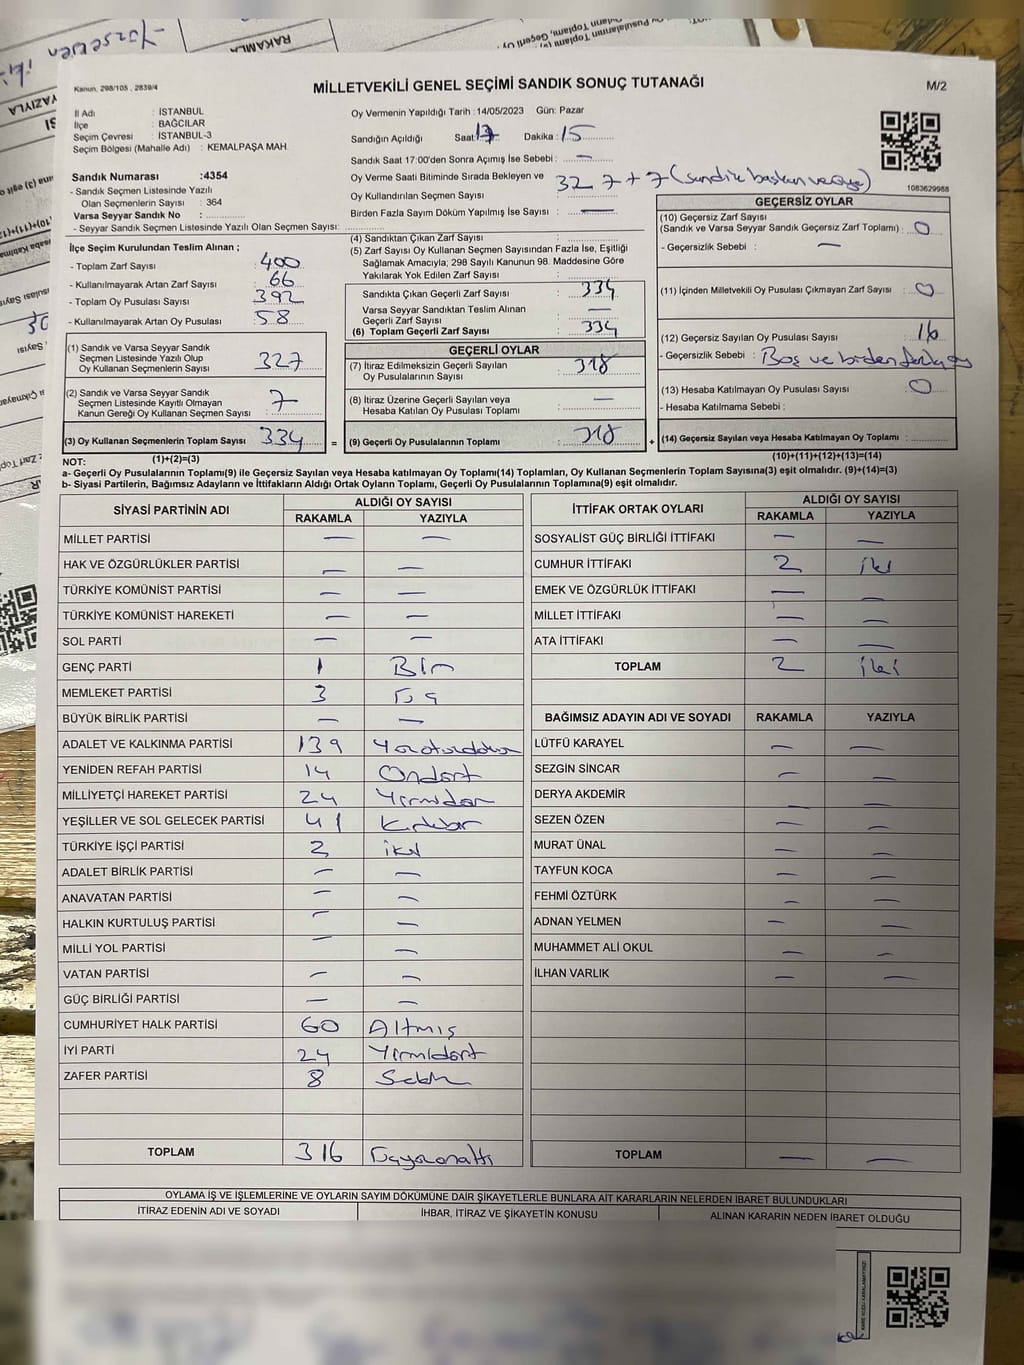 MİLLETVEKİLİ GENEL SEÇİMİ SANDIK SONUÇ TUTANAĞI
M/2
Kanun, 298/105 , 2839/4
İl Adı : İSTANBUL
İlçe : BAĞCILAR
Seçim Çevresi : İSTANBUL-3
Seçim Bölgesi (Mahalle Adı) : KEMALPAŞA MAH.
Oy Vermenin Yapıldığı Tarih : 14/05/2023 Gün: Pazar
Sandığın Açıldığı Saat: 17 Dakika : 15
Sandık Saat 17:00'den Sonra Açımış İse Sebebi : —
Oy Verme Saati Bitiminde Sırada Bekleyen ve
Oy Kullandırılan Seçmen Sayısı : 327+7 (sandık başkan ve üye)
Birden Fazla Sayım Döküm Yapılmış İse Sayısı : —
1083629988
Sandık Numarası :4354
- Sandık Seçmen Listesinde Yazılı
Olan Seçmenlerin Sayısı : 364
Varsa Seyyar Sandık No :
- Seyyar Sandık Seçmen Listesinde Yazılı Olan Seçmen Sayısı:
İlçe Seçim Kurulundan Teslim Alınan ;
- Toplam Zarf Sayısı : 400
- Kullanılmayarak Artan Zarf Sayısı : 66
- Toplam Oy Pusulası Sayısı : 392
- Kullanılmayarak Artan Oy Pusulası : 58
(1) Sandık ve Varsa Seyyar Sandık
Seçmen Listesinde Yazılı Olup
Oy Kullanan Seçmenlerin Sayısı : 327
(2) Sandık ve Varsa Seyyar Sandık
Seçmen Listesinde Kayıtlı Olmayan
Kanun Gereği Oy Kullanan Seçmen Sayısı : 7
(3) Oy Kullanan Seçmenlerin Toplam Sayısı : 334
(1)+(2)=(3)
(4) Sandıktan Çıkan Zarf Sayısı :
(5) Zarf Sayısı Oy Kullanan Seçmen Sayısından Fazla İse, Eşitliği
Sağlamak Amacıyla, 298 Sayılı Kanunun 98. Maddesine Göre
Yakılarak Yok Edilen Zarf Sayısı :
Sandıkta Çıkan Geçerli Zarf Sayısı : 334
Varsa Seyyar Sandıktan Teslim Alınan
Geçerli Zarf Sayısı : —
(6) Toplam Geçerli Zarf Sayısı : 334
GEÇERLİ OYLAR
(7) İtiraz Edilmeksizin Geçerli Sayılan
Oy Pusulalarının Sayısı : 318
(8) İtiraz Üzerine Geçerli Sayılan veya
Hesaba Katılan Oy Pusulası Toplamı : —
= (9) Geçerli Oy Pusulalarının Toplamı : 318
GEÇERSİZ OYLAR
(10) Geçersiz Zarf Sayısı
(Sandık ve Varsa Seyyar Sandık Geçersiz Zarf Toplamı) : 0
- Geçersizlik Sebebi : —
(11) İçinden Milletvekili Oy Pusulası Çıkmayan Zarf Sayısı : 0
(12) Geçersiz Sayılan Oy Pusulası Sayısı : 16
- Geçersizlik Sebebi : Boş ve birden fazla oy
(13) Hesaba Katılmayan Oy Pusulası Sayısı : 0
- Hesaba Katılmama Sebebi :
+ (14) Geçersiz Sayılan veya Hesaba Katılmayan Oy Toplamı :
(10)+(11)+(12)+(13)=(14)
NOT:
a- Geçerli Oy Pusulalarının Toplamı(9) ile Geçersiz Sayılan veya Hesaba katılmayan Oy Toplamı(14) Toplamları, Oy Kullanan Seçmenlerin Toplam Sayısına(3) eşit olmalıdır. (9)+(14)=(3)
b- Siyasi Partilerin, Bağımsız Adayların ve İttifakların Aldığı Ortak Oyların Toplamı, Geçerli Oy Pusulalarının Toplamına(9) eşit olmalıdır.
SİYASİ PARTİNİN ADI ALDIĞI OY SAYISI
RAKAMLA YAZIYLA
MİLLET PARTİSİ — —
HAK VE ÖZGÜRLÜKLER PARTİSİ — —
TÜRKİYE KOMÜNİST PARTİSİ — —
TÜRKİYE KOMÜNİST HAREKETİ — —
SOL PARTİ — —
GENÇ PARTİ 1 Bir
MEMLEKET PARTİSİ 3
BÜYÜK BİRLİK PARTİSİ — —
ADALET VE KALKINMA PARTİSİ 139
YENİDEN REFAH PARTİSİ 14 Ondört
MİLLİYETÇİ HAREKET PARTİSİ 24
YEŞİLLER VE SOL GELECEK PARTİSİ 41
TÜRKİYE İŞÇİ PARTİSİ 2 iki
ADALET BİRLİK PARTİSİ — —
ANAVATAN PARTİSİ — —
HALKIN KURTULUŞ PARTİSİ — —
MİLLİ YOL PARTİSİ — —
VATAN PARTİSİ — —
GÜÇ BİRLİĞİ PARTİSİ — —
CUMHURİYET HALK PARTİSİ 60 Altmış
İYİ PARTİ 24 Yirmidört
ZAFER PARTİSİ 8 Sekiz
TOPLAM 316 Üçyüzonaltı
İTTİFAK ORTAK OYLARI ALDIĞI OY SAYISI
RAKAMLA YAZIYLA
SOSYALİST GÜÇ BİRLİĞİ İTTİFAKI — —
CUMHUR İTTİFAKI 2 iki
EMEK VE ÖZGÜRLÜK İTTİFAKI — —
MİLLET İTTİFAKI — —
ATA İTTİFAKI — —
TOPLAM 2 iki
BAĞIMSIZ ADAYIN ADI VE SOYADI RAKAMLA YAZIYLA
LÜTFÜ KARAYEL — —
SEZGİN SİNCAR — —
DERYA AKDEMİR — —
SEZEN ÖZEN — —
MURAT ÜNAL — —
TAYFUN KOCA — —
FEHMİ ÖZTÜRK — —
ADNAN YELMEN — —
MUHAMMET ALİ OKUL — —
İLHAN VARLIK — —
TOPLAM — —
OYLAMA İŞ VE İŞLEMLERİNE VE OYLARIN SAYIM DÖKÜMÜNE DAİR ŞİKAYETLERLE BUNLARA AİT KARARLARIN NELERDEN İBARET BULUNDUKLARI
İTİRAZ EDENİN ADI VE SOYADI
İHBAR, İTİRAZ VE ŞİKAYETİN KONUSU
ALINAN KARARIN NEDEN İBARET OLDUĞU